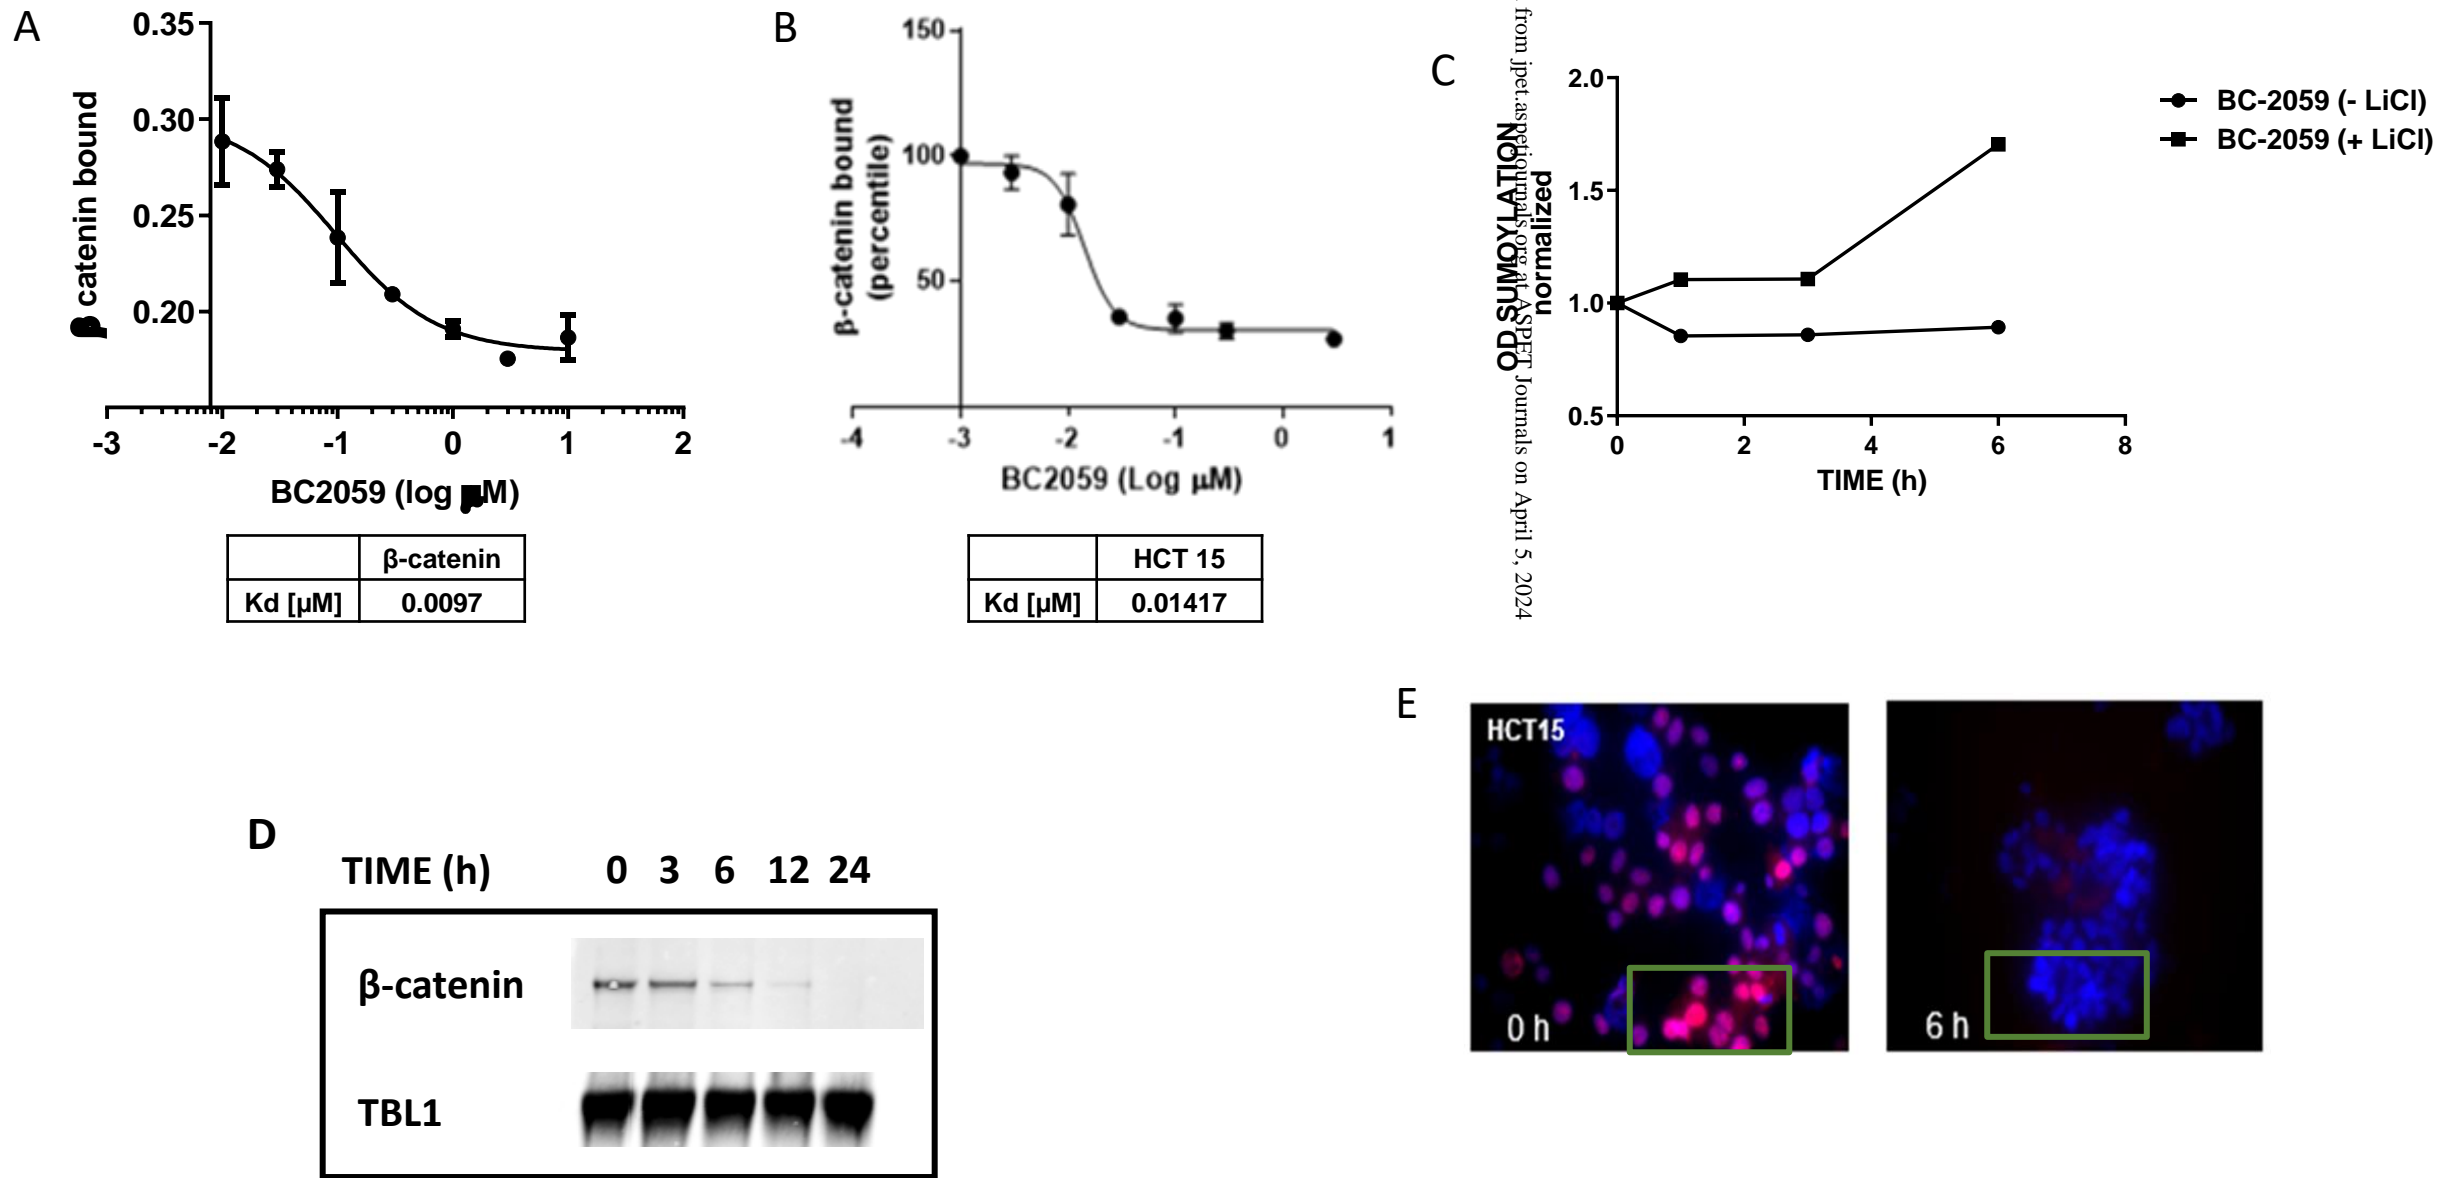 A
0.35
0.30
0.25
0.20
β catenin bound
-3 -2 -1 0 1 2
BC2059 (log μM)
β-catenin
Kd [μM] 0.0097
B
150
100
50
β-catenin bound
(percentile)
-4 -3 -2 -1 0 1
BC2059 (Log μM)
HCT 15
Kd [μM] 0.01417
from jpet.aspetjournals.org at ASPET Journals on April 5, 2024
C
2.0
1.5
1.0
0.5
OD SUMOYLATION
normalized
0 2 4 6 8
TIME (h)
BC-2059 (- LiCl)
BC-2059 (+ LiCl)
D
TIME (h) 0 3 6 12 24
β-catenin
TBL1
E
HCT15
0 h
6 h